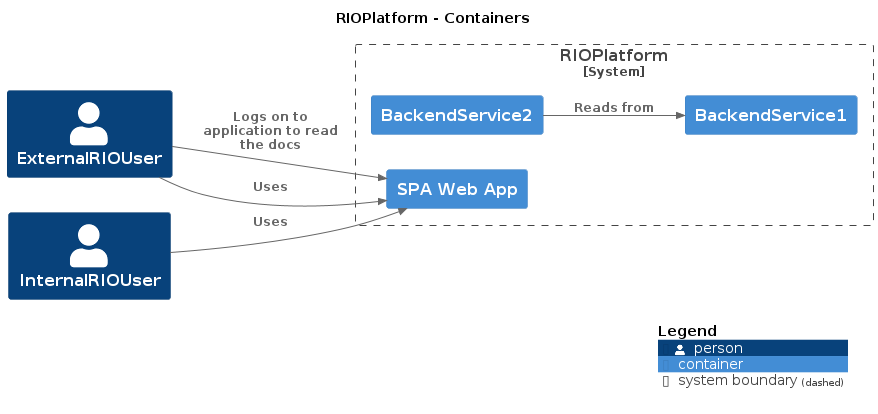 RIOPlatform - Containers
RIOPlatform
[System]
BackendService2
Reads from
BackendService1
ExternalRIOUser
Logs on to
application to read
the docs
Uses
SPA Web App
Uses
InternalRIOUser
Legend
person
container
system boundary (dashed)